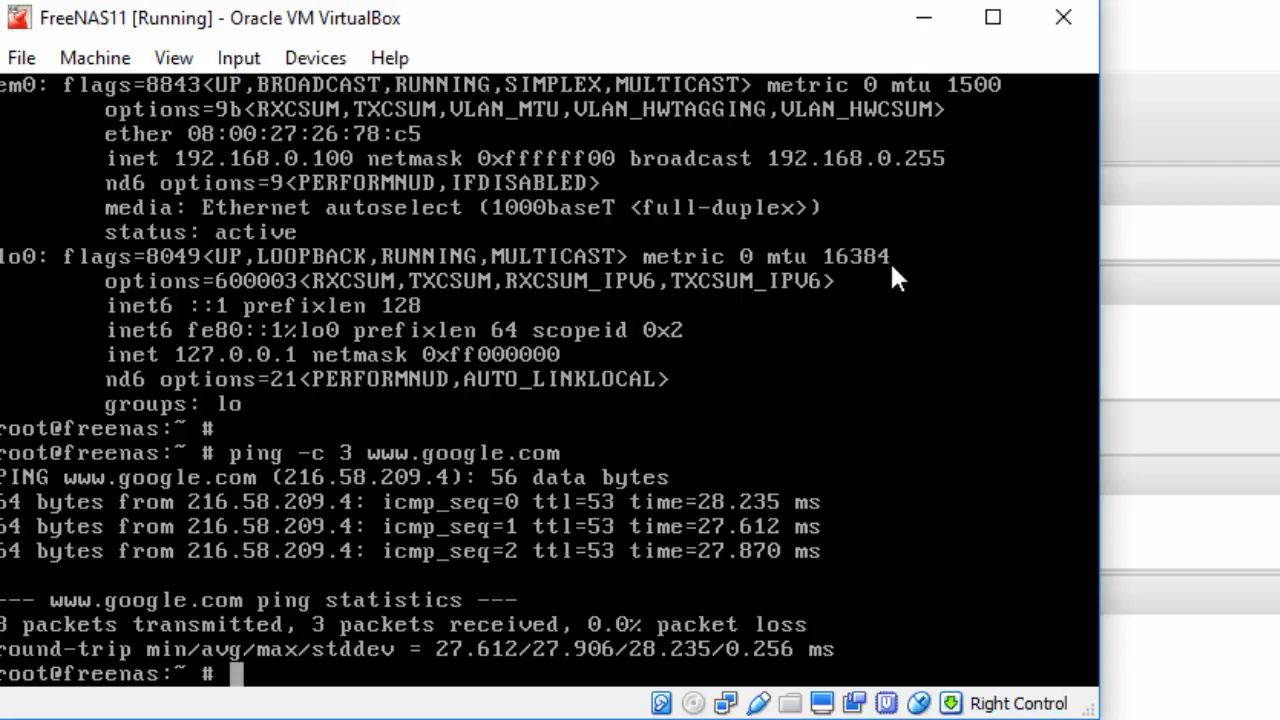 FreeNAS11 [Running] - Oracle VM VirtualBox
File Machine View Input Devices Help
em0: flags=8843<UP,BROADCAST,RUNNING,SIMPLEX,MULTICAST> metric 0 mtu 1500
options=9b<RXCSUM,TXCSUM,VLAN_MTU,VLAN_HWTAGGING,VLAN_HWCSUM>
ether 08:00:27:26:78:c5
inet 192.168.0.100 netmask 0xffffff00 broadcast 192.168.0.255
nd6 options=9<PERFORMNUD,IFDISABLED>
media: Ethernet autoselect (1000baseT <full-duplex>)
status: active
lo0: flags=8049<UP,LOOPBACK,RUNNING,MULTICAST> metric 0 mtu 16384
options=600003<RXCSUM,TXCSUM,RXCSUM_IPV6,TXCSUM_IPV6>
inet6 ::1 prefixlen 128
inet6 fe80::1%lo0 prefixlen 64 scopeid 0x2
inet 127.0.0.1 netmask 0xff000000
nd6 options=21<PERFORMNUD,AUTO_LINKLOCAL>
groups: lo
root@freenas:~ #
root@freenas:~ # ping -c 3 www.google.com
PING www.google.com (216.58.209.4): 56 data bytes
64 bytes from 216.58.209.4: icmp_seq=0 ttl=53 time=28.235 ms
64 bytes from 216.58.209.4: icmp_seq=1 ttl=53 time=27.612 ms
64 bytes from 216.58.209.4: icmp_seq=2 ttl=53 time=27.870 ms
--- www.google.com ping statistics ---
3 packets transmitted, 3 packets received, 0.0% packet loss
round-trip min/avg/max/stddev = 27.612/27.906/28.235/0.256 ms
root@freenas:~ #
Right Control